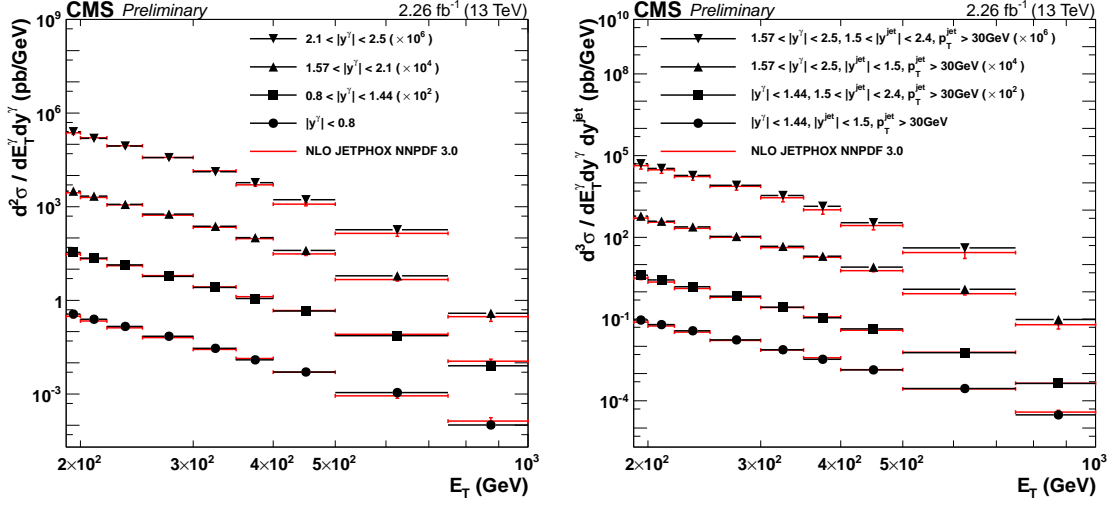 CMS Preliminary 2.26 fb⁻¹ (13 TeV)
d²σ / dE_T^γ dy^γ (pb/GeV)
10⁹
10⁶
10³
1
10⁻³
2.1 < |y^γ| < 2.5 (×10⁶)
1.57 < |y^γ| < 2.1 (×10⁴)
0.8 < |y^γ| < 1.44 (×10²)
|y^γ| < 0.8
NLO JETPHOX NNPDF 3.0
2×10² 3×10² 4×10² 5×10² 10³
E_T (GeV)
CMS Preliminary 2.26 fb⁻¹ (13 TeV)
d³σ / dE_T^γ dy^γ dy^jet (pb/GeV)
10¹⁰
10⁸
10⁵
10²
10⁻¹
10⁻⁴
1.57 < |y^γ| < 2.5, 1.5 < |y^jet| < 2.4, p_T^jet > 30GeV (×10⁶)
1.57 < |y^γ| < 2.5, |y^jet| < 1.5, p_T^jet > 30GeV (×10⁴)
|y^γ| < 1.44, 1.5 < |y^jet| < 2.4, p_T^jet > 30GeV (×10²)
|y^γ| < 1.44, |y^jet| < 1.5, p_T^jet > 30GeV
NLO JETPHOX NNPDF 3.0
2×10² 3×10² 4×10² 5×10² 10³
E_T (GeV)